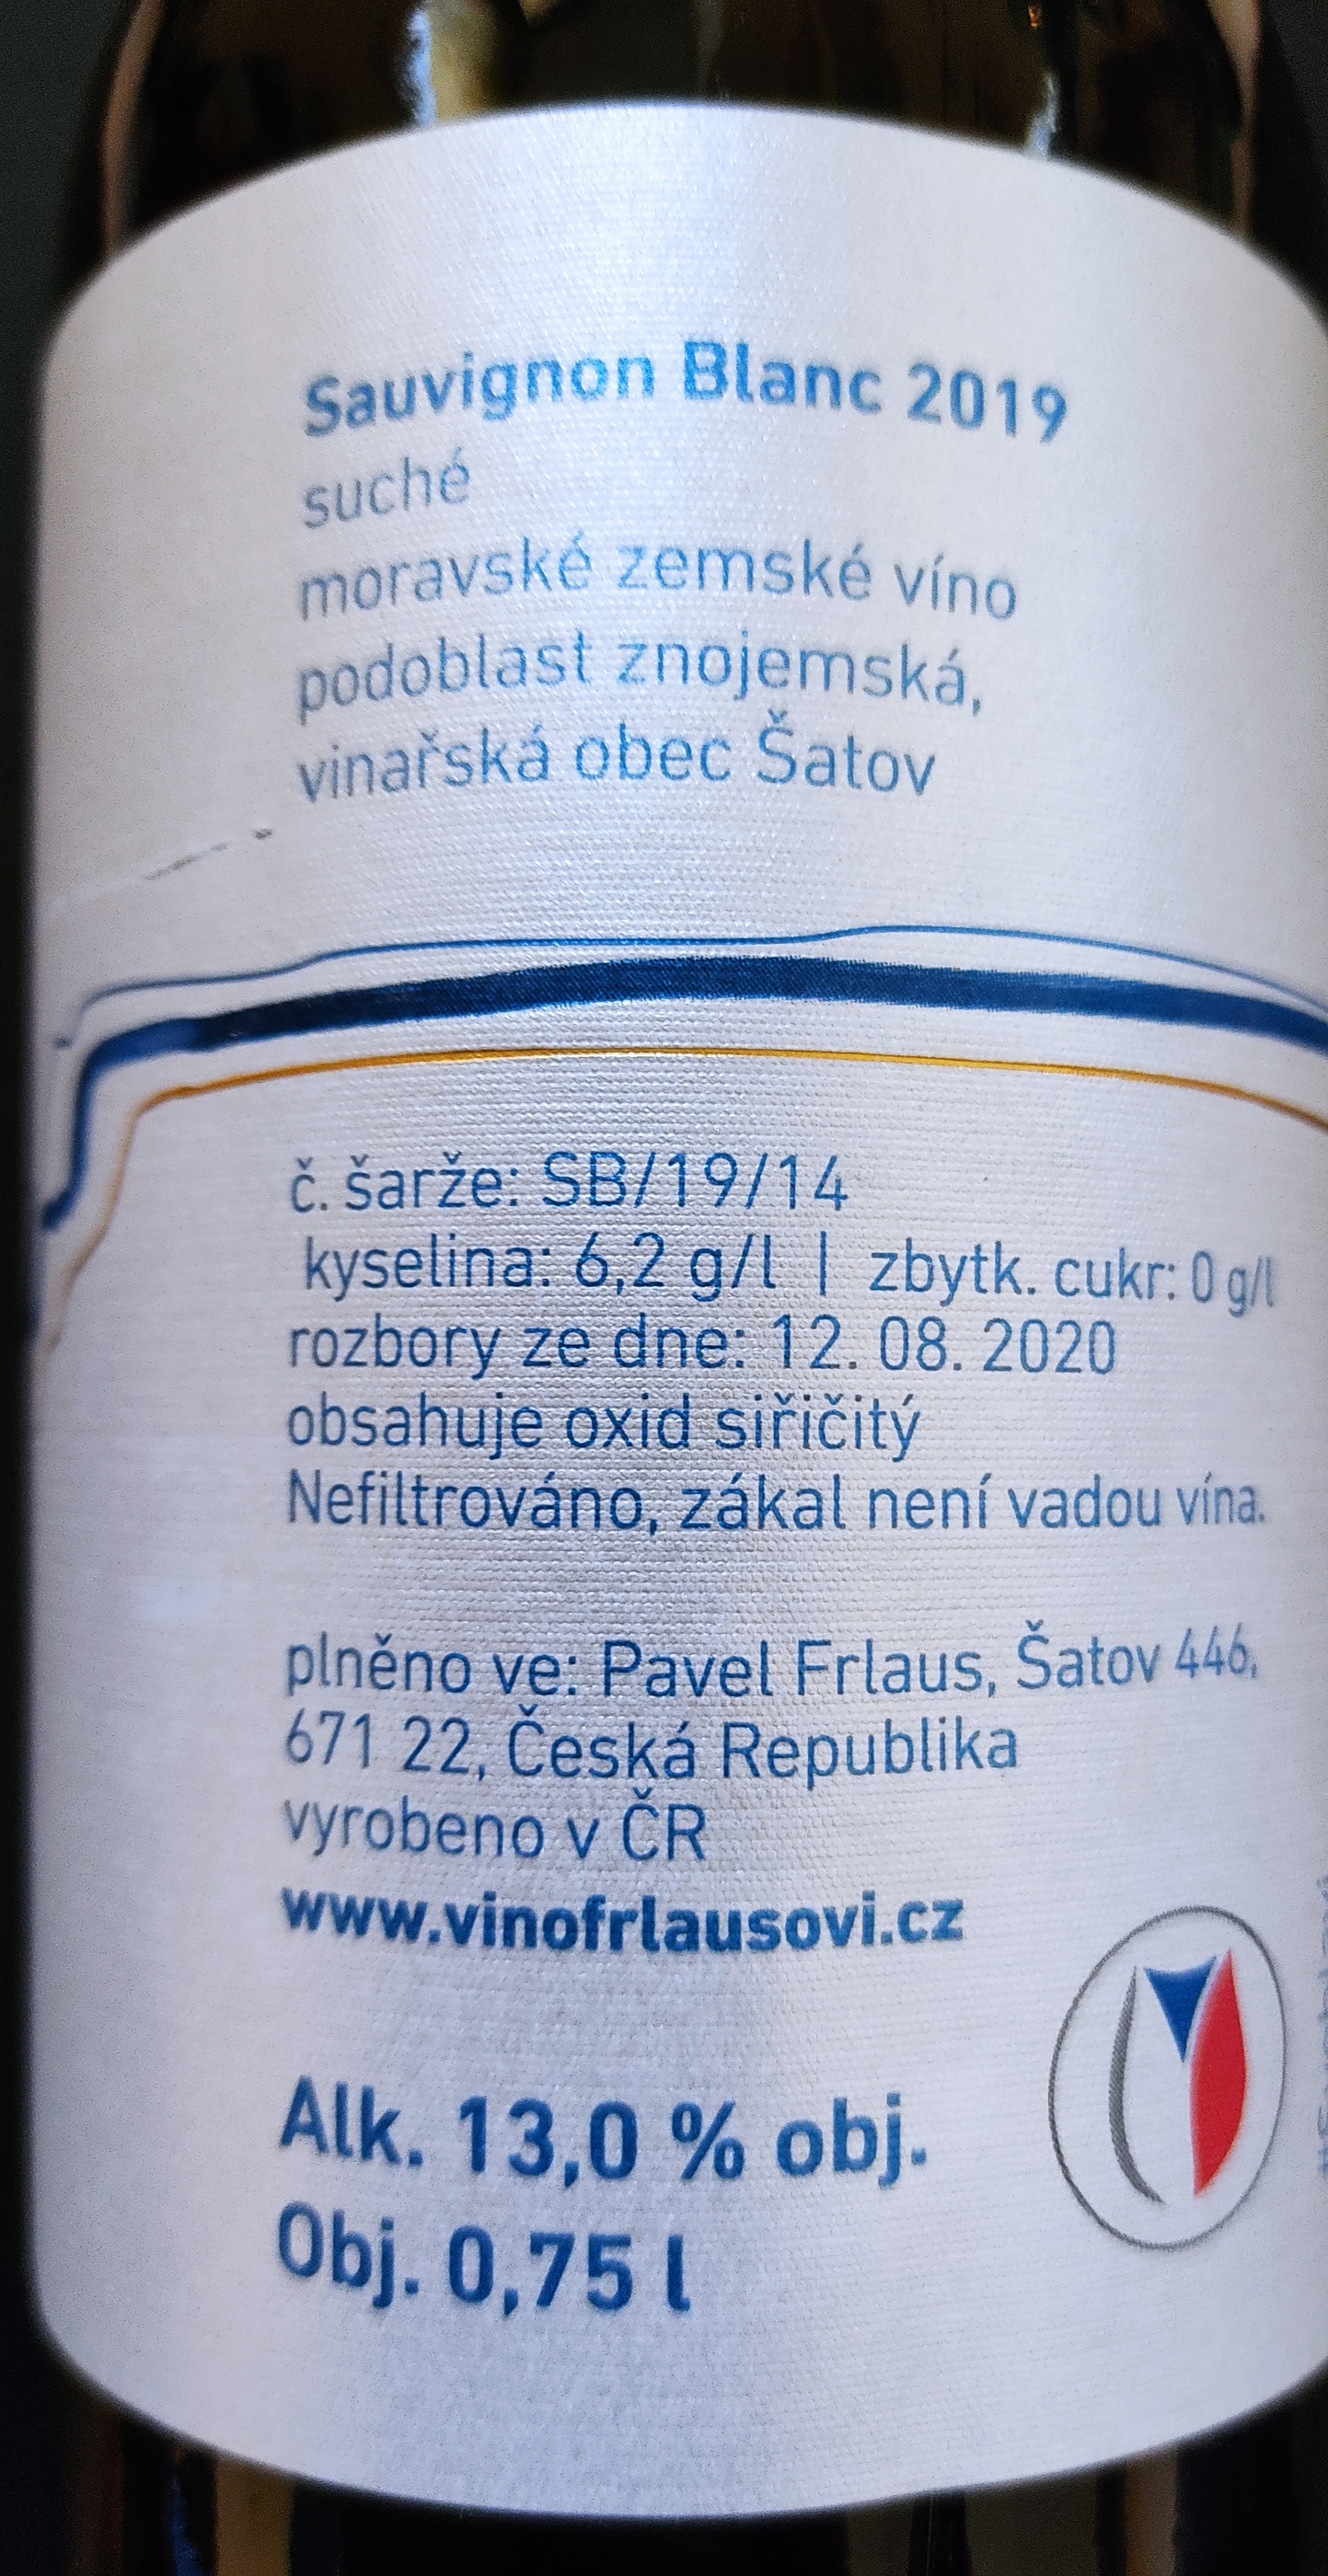 Sauvignon Blanc 2019
suché
moravské zemské víno
podoblast znojemská,
vinařská obec Šatov
č. šarže: SB/19/14
kyselina: 6,2 g/l | zbytk. cukr: 0 g/l
rozbory ze dne: 12. 08. 2020
obsahuje oxid siřičitý
Nefiltrováno, zákal není vadou vína.
plněno ve: Pavel Frlaus, Šatov 446,
671 22, Česká Republika
vyrobeno v ČR
www.vinofrlausovi.cz
Alk. 13,0 % obj.
Obj. 0,75 l